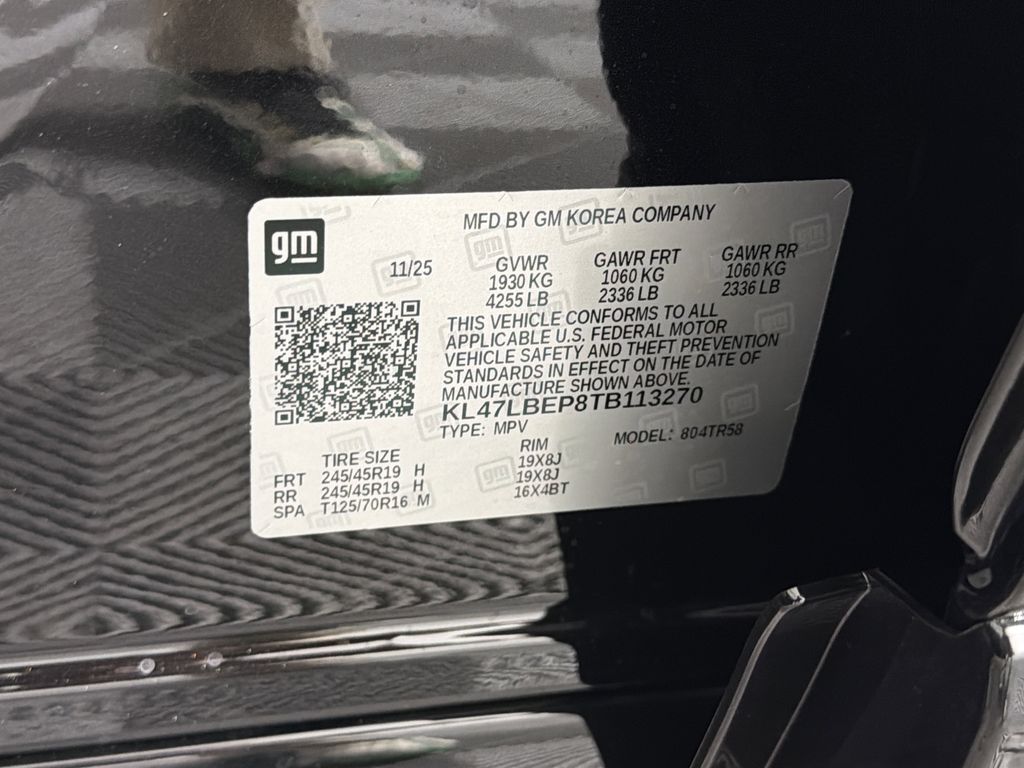 gm
MFD BY GM KOREA COMPANY
11/25
GVWR GAWR FRT GAWR RR
1930 KG 1060 KG 1060 KG
4255 LB 2336 LB 2336 LB
THIS VEHICLE CONFORMS TO ALL
APPLICABLE U.S. FEDERAL MOTOR
VEHICLE SAFETY AND THEFT PREVENTION
STANDARDS IN EFFECT ON THE DATE OF
MANUFACTURE SHOWN ABOVE.
KL47LBEP8TB113270
TYPE: MPV MODEL: 804TR58
TIRE SIZE RIM
FRT 245/45R19 H 19X8J
RR 245/45R19 H 19X8J
SPA T125/70R16 M 16X4BT